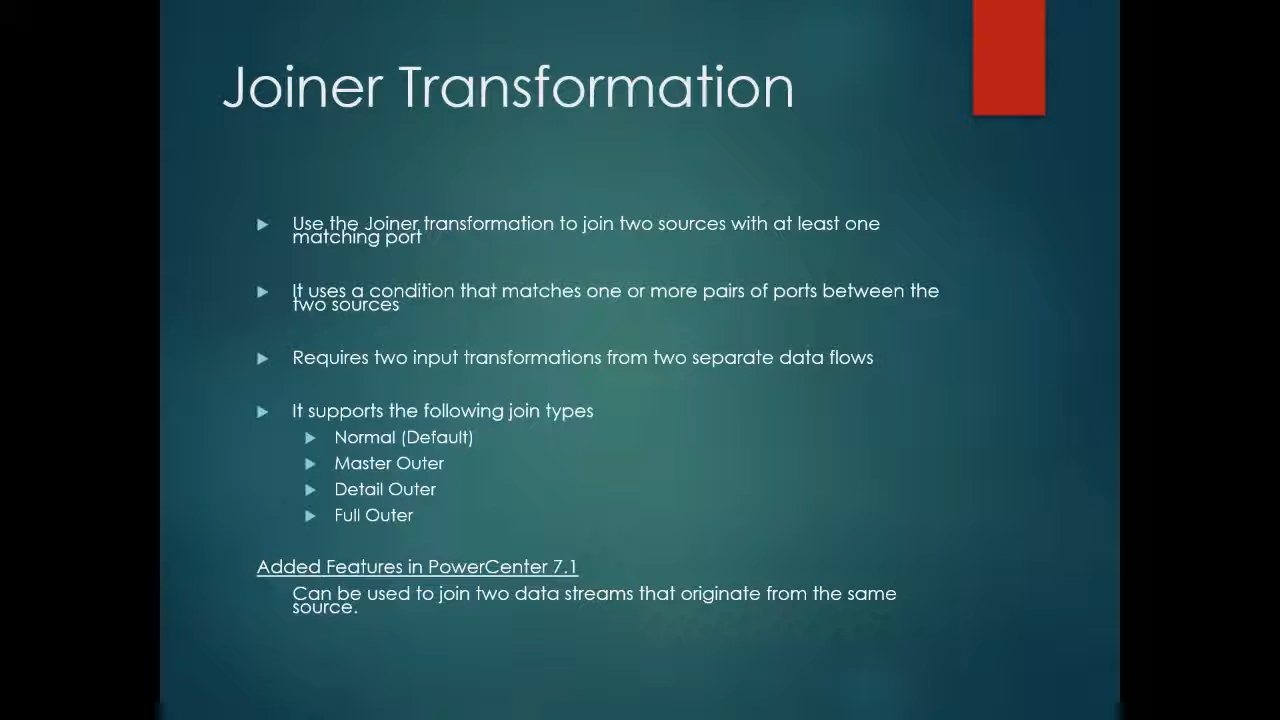 Joiner Transformation
Use the Joiner transformation to join two sources with at least one
matching port
It uses a condition that matches one or more pairs of ports between the
two sources
Requires two input transformations from two separate data flows
It supports the following join types
Normal (Default)
Master Outer
Detail Outer
Full Outer
Added Features in PowerCenter 7.1
Can be used to join two data streams that originate from the same
source.